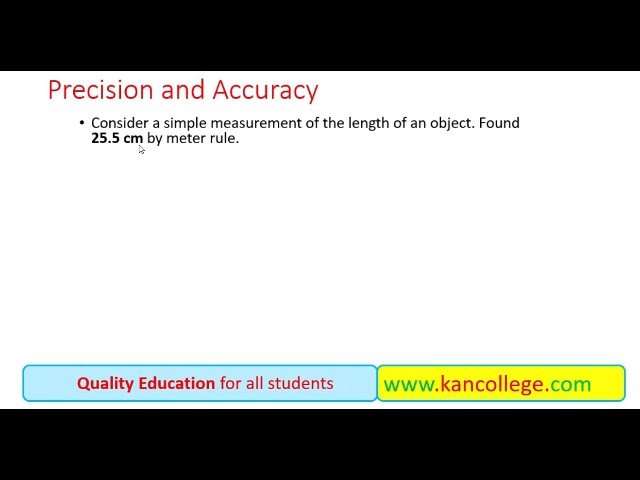 Precision and Accuracy
• Consider a simple measurement of the length of an object. Found
25.5 cm by meter rule.
Quality Education for all students
www.kancollege.com